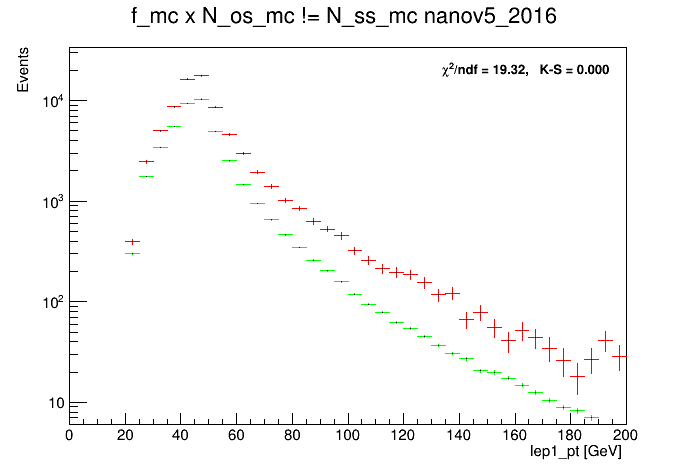 f_mc x N_os_mc != N_ss_mc nanov5_2016
Events
χ²/ndf = 19.32, K-S = 0.000
10⁴
10³
10²
10
0 20 40 60 80 100 120 140 160 180 200
lep1_pt [GeV]